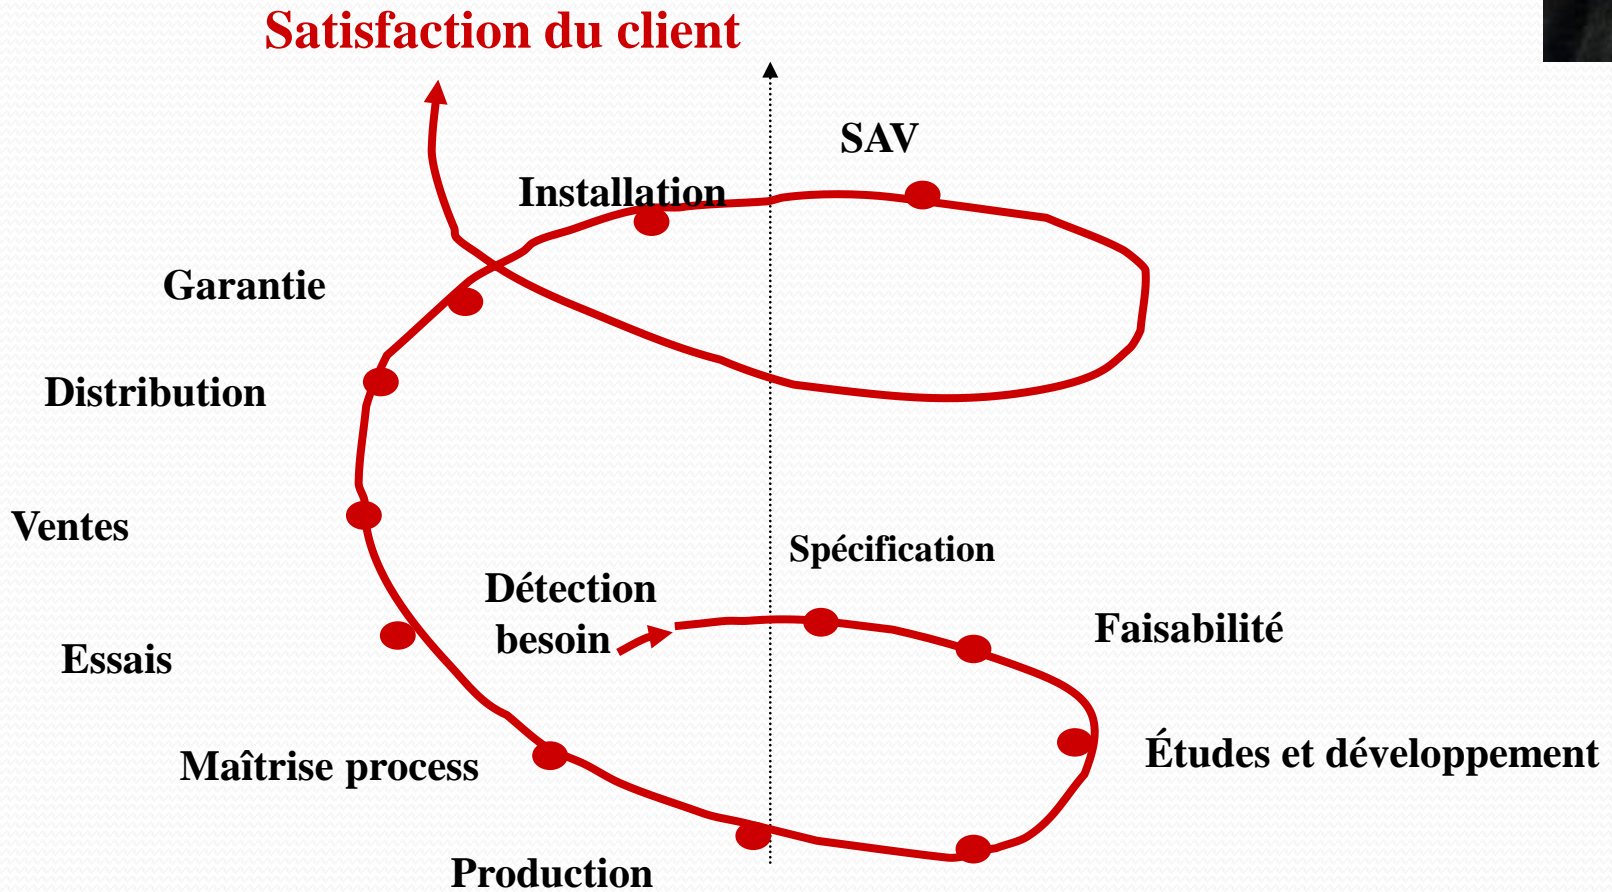 Satisfaction du client
SAV
Installation
Garantie
Distribution
Ventes
Spécification
Détection
besoin
Faisabilité
Essais
Études et développement
Maîtrise process
Production